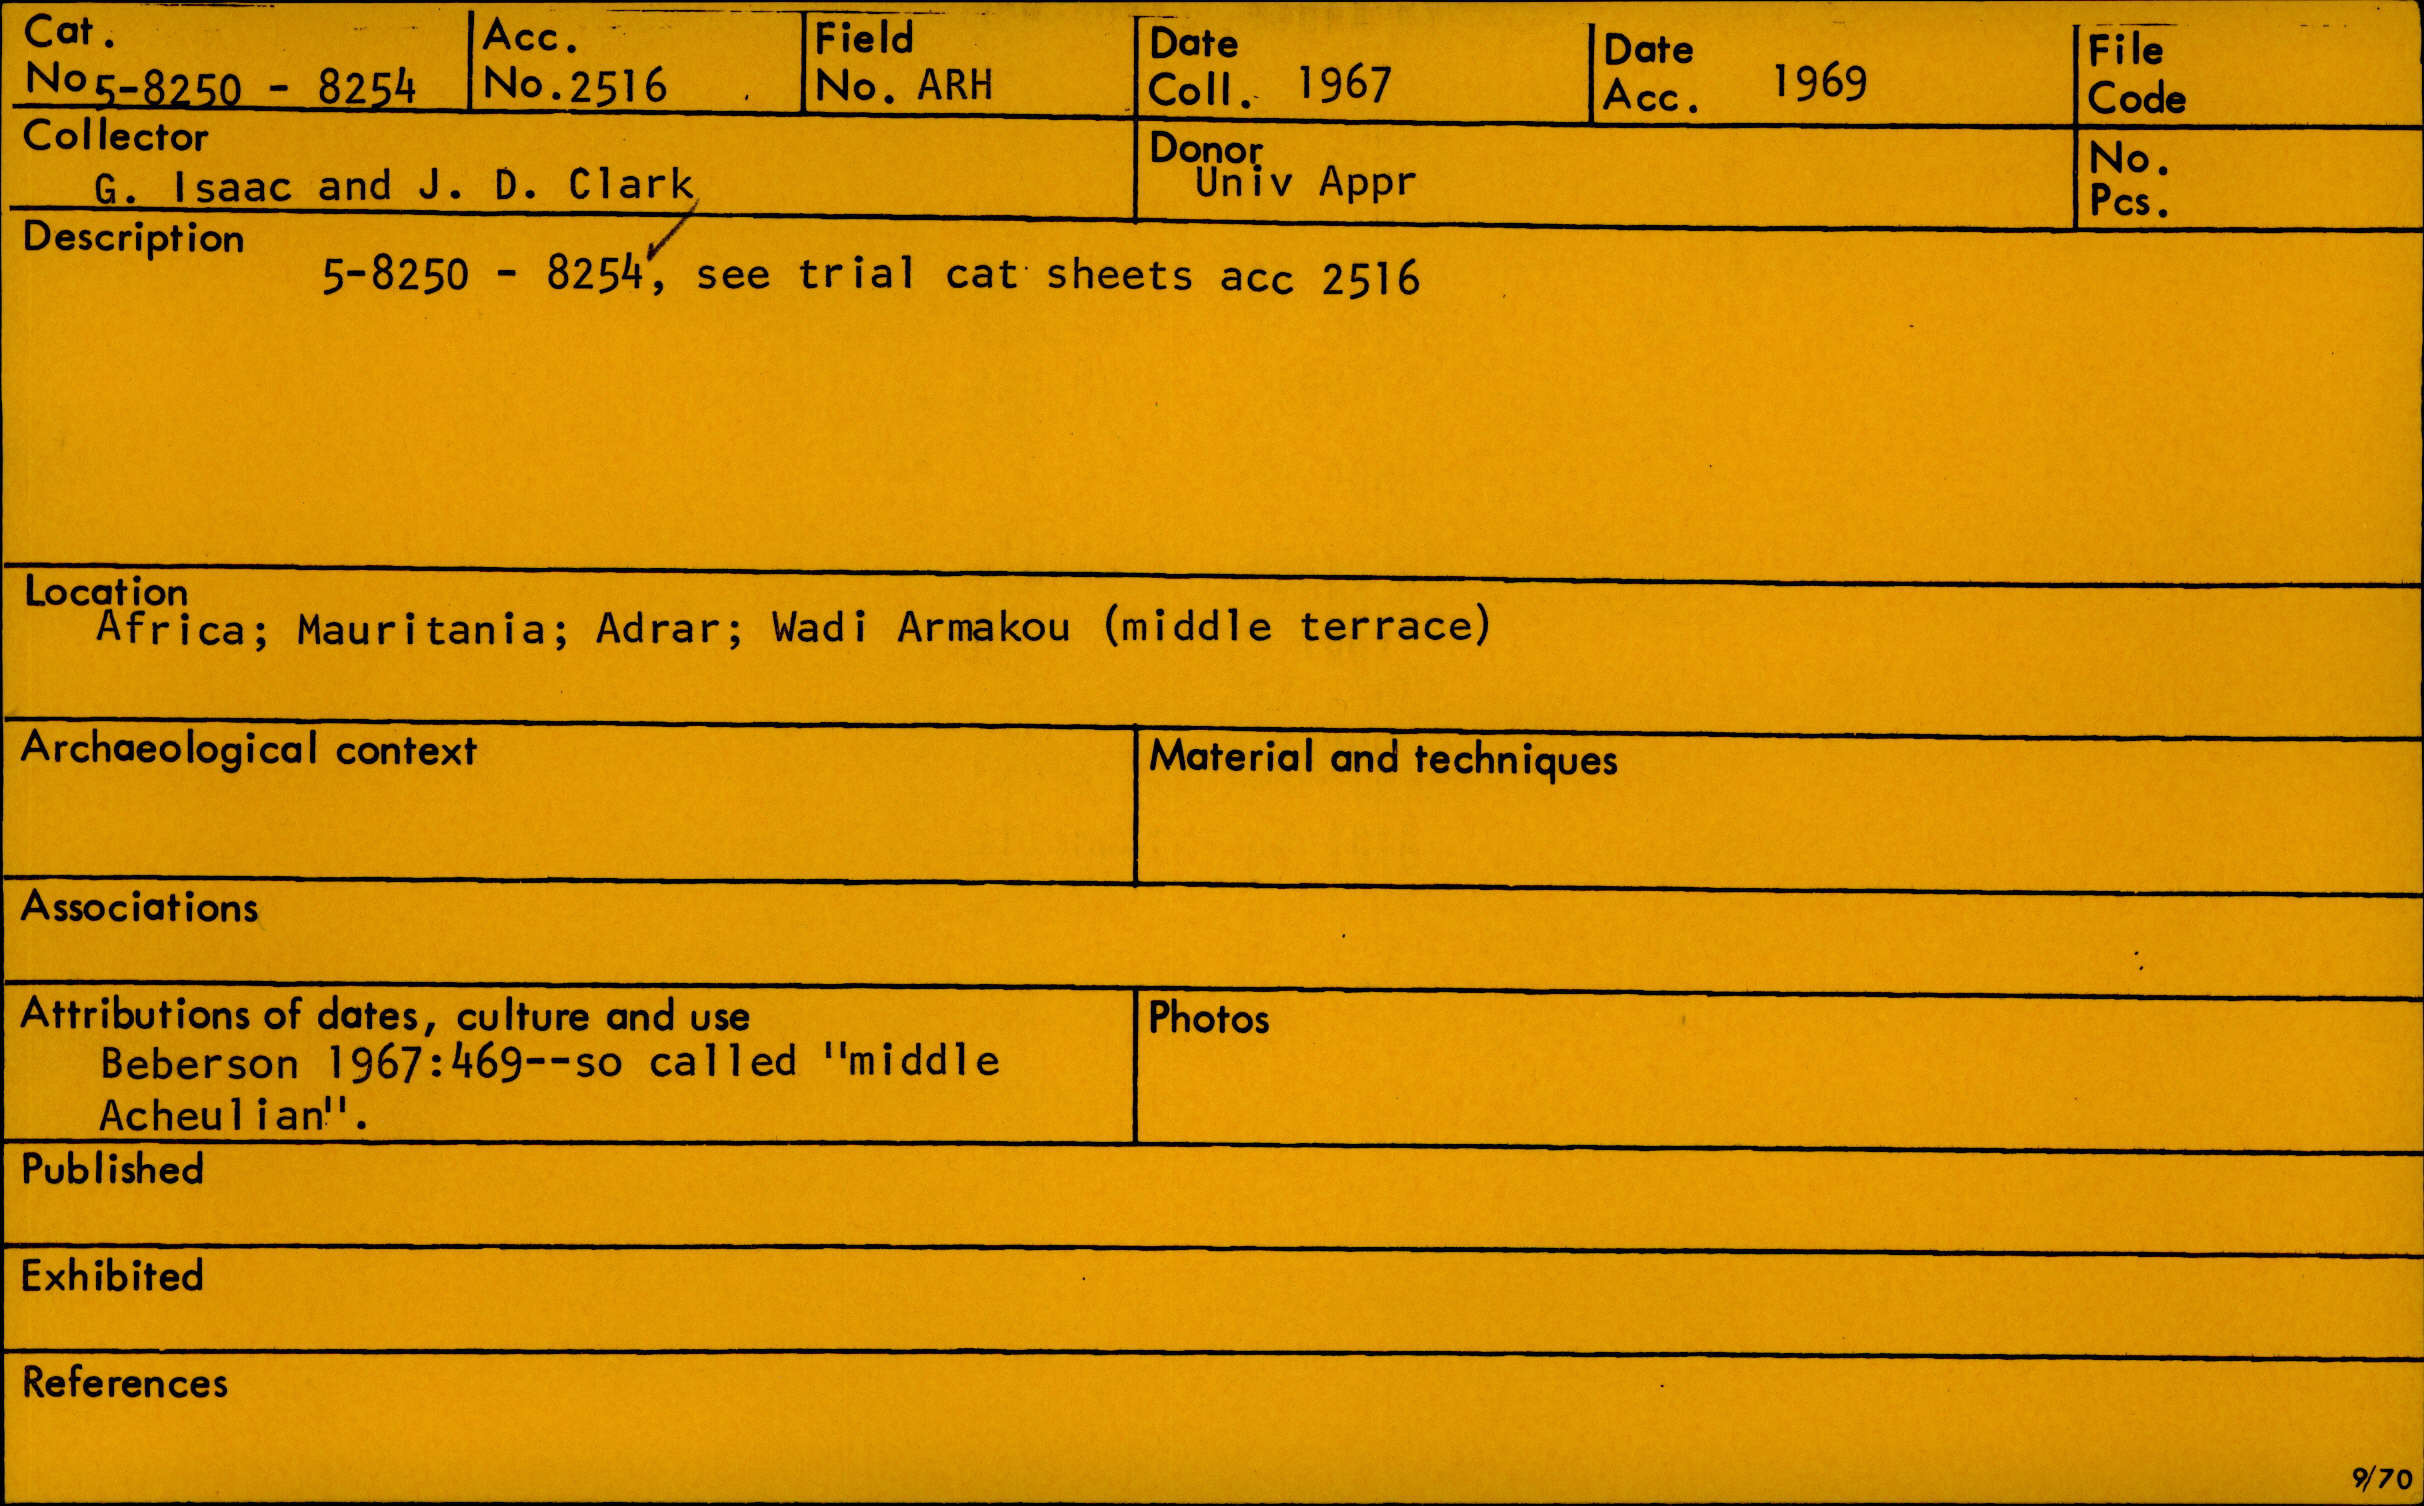 Cat. No 5-8250 - 8254
Acc. No. 2516
Field No. ARH
Date Coll. 1967
Date Acc. 1969
File Code
Collector
G. Isaac and J. D. Clark
Donor
Univ Appr
No. Pcs.
Description
5-8250 - 8254, see trial cat sheets acc 2516
Location
Africa; Mauritania; Adrar; Wadi Armakou (middle terrace)
Archaeological context
Material and techniques
Associations
Attributions of dates, culture and use
Beberson 1967:469--so called "middle
Acheulian".
Photos
Published
Exhibited
References
9/70